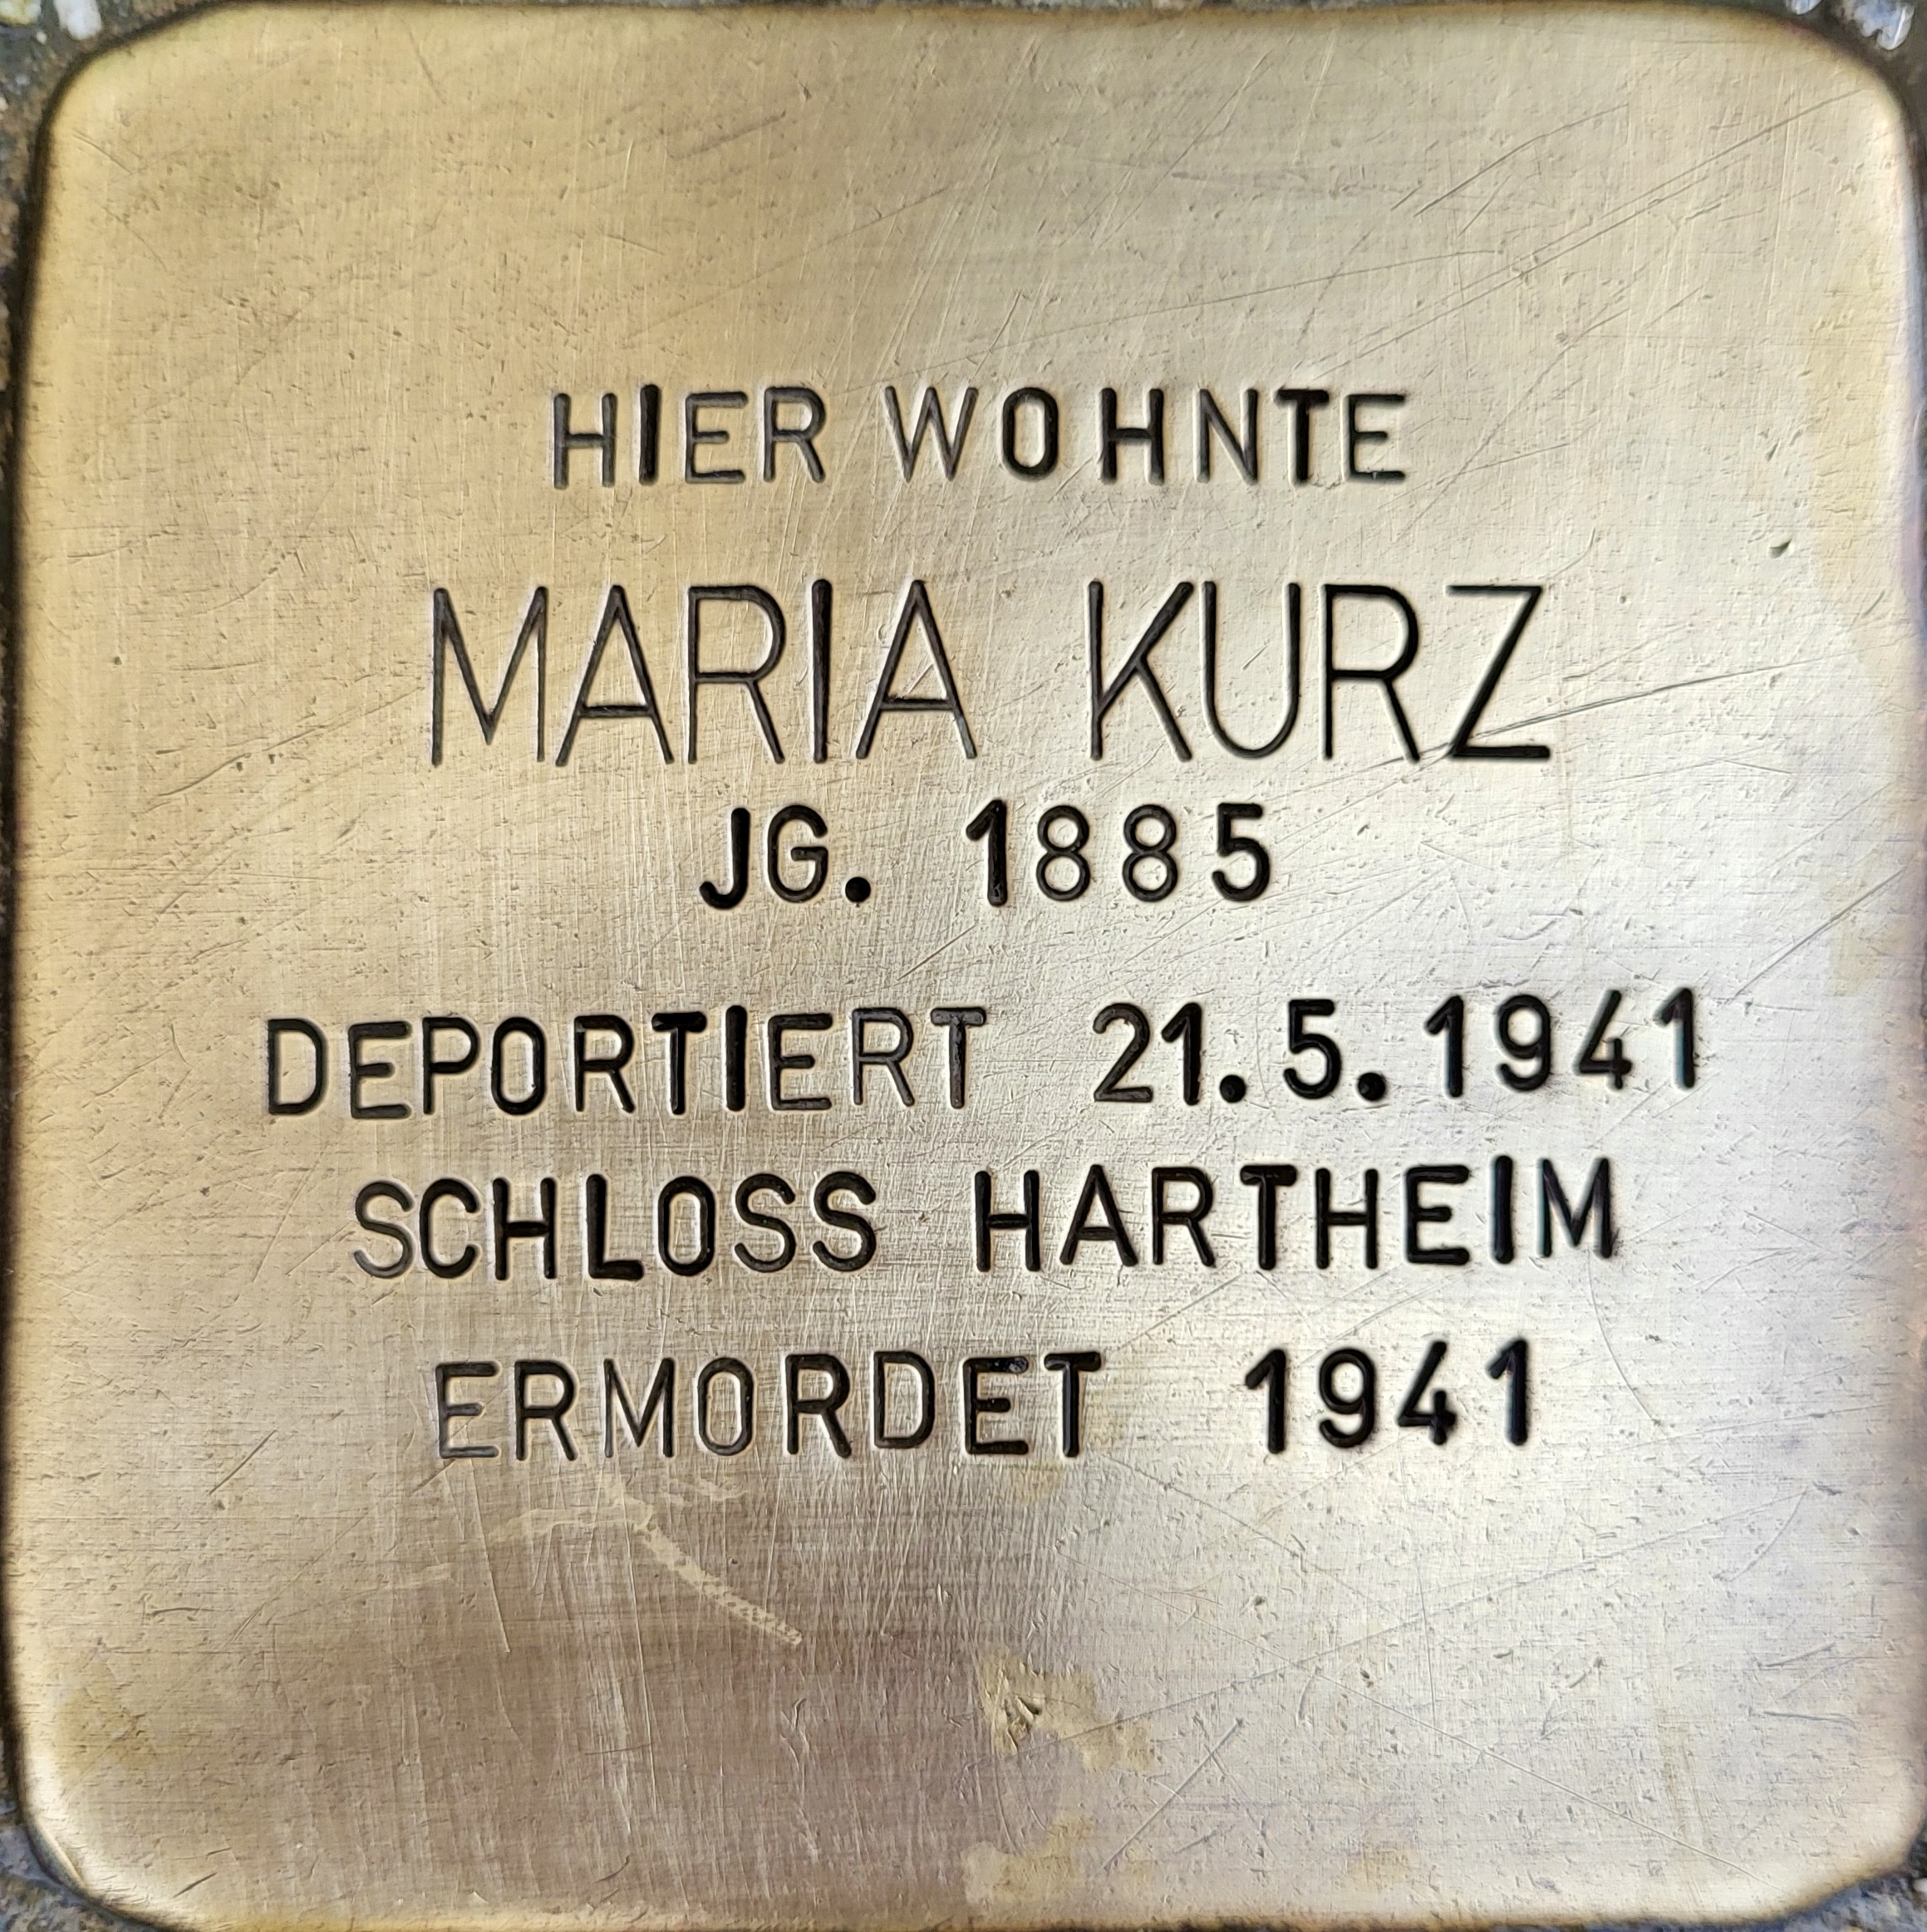 HIER WOHNTE
MARIA KURZ
JG. 1885
DEPORTIERT 21.5.1941
SCHLOSS HARTHEIM
ERMORDET 1941